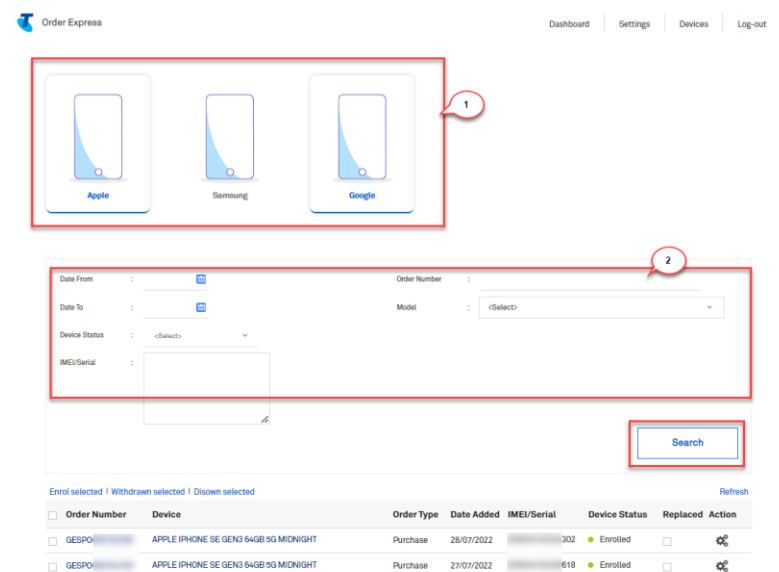 Order Express Dashboard Settings Devices Log-out
1
Apple Samsung Google
2
Date From : Order Number :
Date To : Model : <Select>
Device Status : <Select>
IMEI/Serial :
Search
Enrol selected | Withdrawn selected | Disown selected Refresh
Order Number Device Order Type Date Added IMEI/Serial Device Status Replaced Action
GESPO APPLE IPHONE SE GEN3 64GB 5G MIDNIGHT Purchase 28/07/2022 302 Enrolled
GESPO APPLE IPHONE SE GEN3 64GB 5G MIDNIGHT Purchase 27/07/2022 618 Enrolled